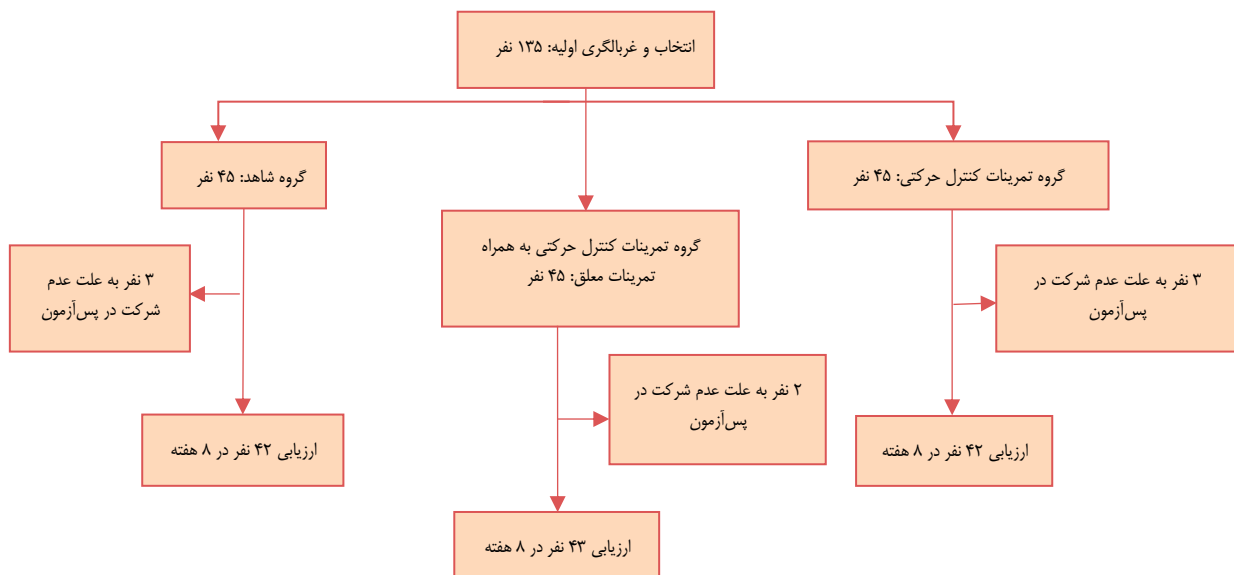 انتخاب و غربالگری اولیه: ۱۳۵ نفر
گروه تمرینات کنترل حرکتی: ۴۵ نفر
گروه شاهد: ۴۵ نفر
گروه تمرینات کنترل حرکتی به همراه
تمرینات معلق: ۴۵ نفر
۳ نفر به علت عدم شرکت در
پس‌آزمون
۳ نفر به علت عدم
شرکت در پس‌آزمون
۲ نفر به علت عدم شرکت در
پس‌آزمون
ارزیابی ۴۲ نفر در ۸ هفته
ارزیابی ۴۲ نفر در ۸ هفته
ارزیابی ۴۳ نفر در ۸ هفته